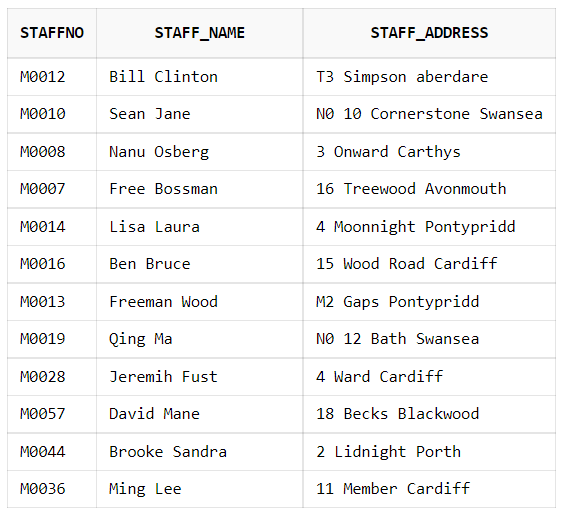 STAFFNO STAFF_NAME STAFF_ADDRESS
M0012 Bill Clinton T3 Simpson aberdare
M0010 Sean Jane N0 10 Cornerstone Swansea
M0008 Nanu Osberg 3 Onward Carthys
M0007 Free Bossman 16 Treewood Avonmouth
M0014 Lisa Laura 4 Moonnight Pontypridd
M0016 Ben Bruce 15 Wood Road Cardiff
M0013 Freeman Wood M2 Gaps Pontypridd
M0019 Qing Ma N0 12 Bath Swansea
M0028 Jeremih Fust 4 Ward Cardiff
M0057 David Mane 18 Becks Blackwood
M0044 Brooke Sandra 2 Lidnight Porth
M0036 Ming Lee 11 Member Cardiff